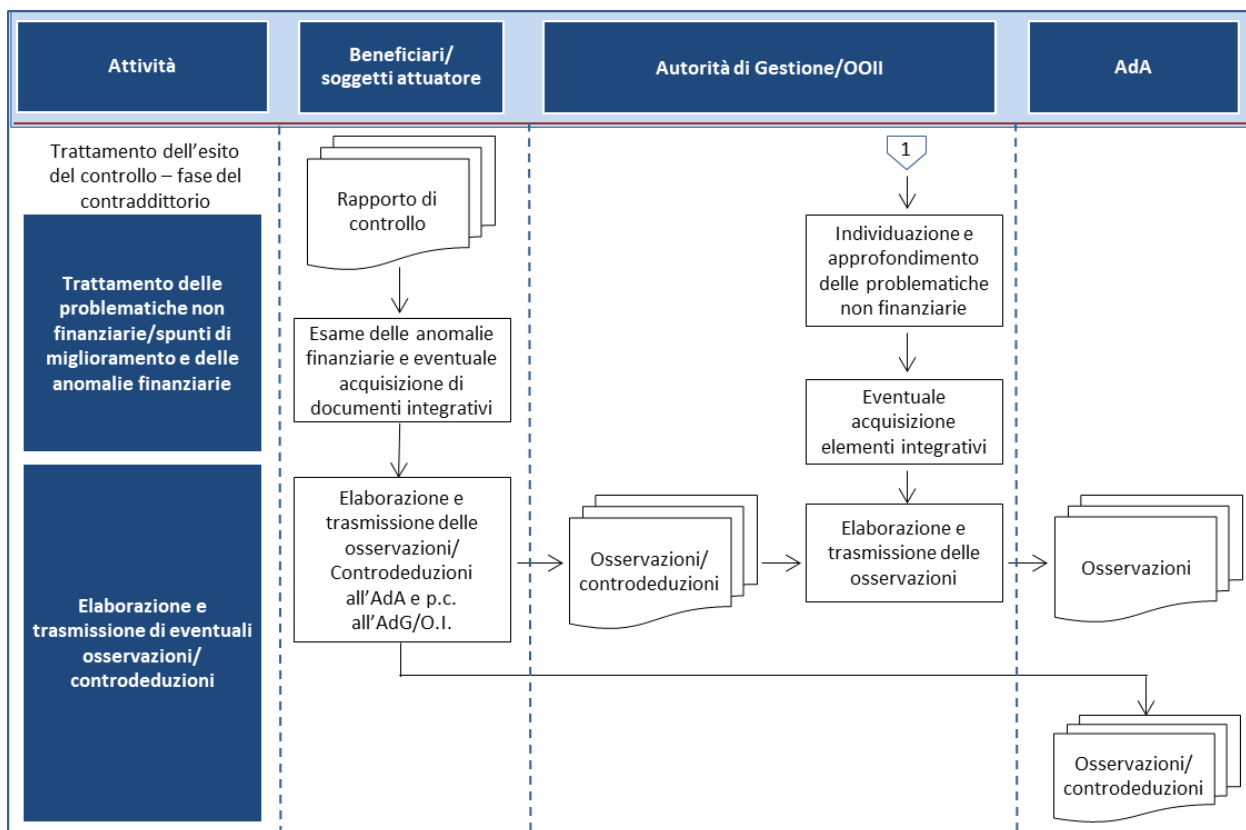 Attività
Beneficiari/
soggetti attuatore
Autorità di Gestione/OOII
AdA
Trattamento dell'esito
del controllo – fase del
contraddittorio
Rapporto di
controllo
1
Individuazione e
approfondimento
delle problematiche
non finanziarie
Trattamento delle
problematiche non
finanziarie/spunti di
miglioramento e delle
anomalie finanziarie
Esame delle anomalie
finanziarie e eventuale
acquisizione di
documenti integrativi
Eventuale
acquisizione
elementi integrativi
Elaborazione e
trasmissione di eventuali
osservazioni/
controdeduzioni
Elaborazione e
trasmissione delle
osservazioni/
Controdeduzioni
all'AdA e p.c.
all'AdG/O.I.
Osservazioni/
controdeduzioni
Elaborazione e
trasmissione delle
osservazioni
Osservazioni
Osservazioni/
controdeduzioni